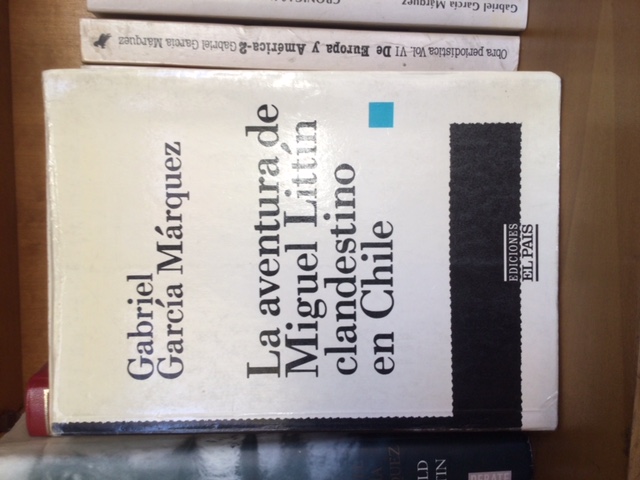 Gabriel
García Márquez
La aventura de
Miguel Littín
clandestino
en Chile
EDICIONES
EL PAIS
Obra periodística Vol. VI De Europa y América-2 Gabriel García Márquez
Gabriel García Márquez